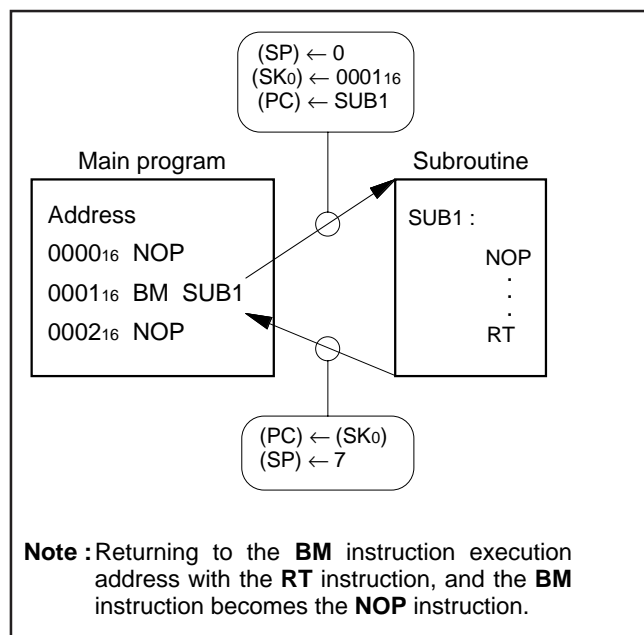 (SP) ← 0
(SK₀) ← 0001₁₆
(PC) ← SUB1
Main program
Subroutine
Address
0000₁₆ NOP
0001₁₆ BM SUB1
0002₁₆ NOP
SUB1 :
NOP
.
.
.
RT
(PC) ← (SK₀)
(SP) ← 7
Note : Returning to the BM instruction execution
address with the RT instruction, and the BM
instruction becomes the NOP instruction.